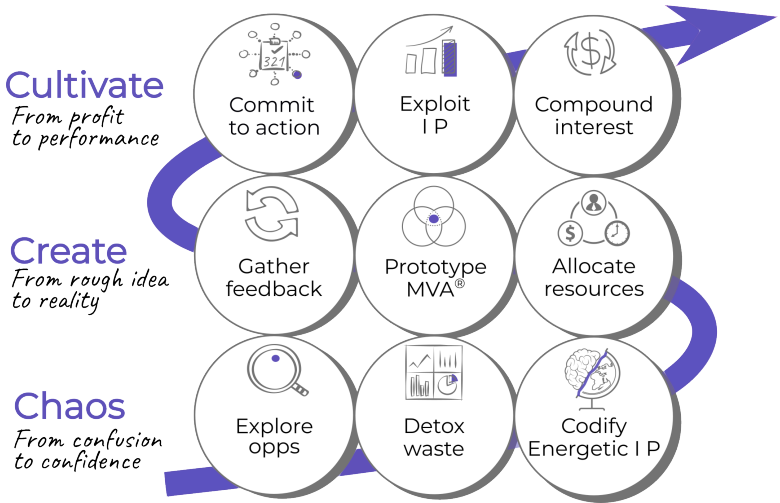 Cultivate
From profit
to performance
321
Commit
to action
Exploit
I P
$
Compound
interest
Create
From rough idea
to reality
Gather
feedback
Prototype
MVA®
$
Allocate
resources
Chaos
From confusion
to confidence
Explore
opps
Detox
waste
Codify
Energetic I P